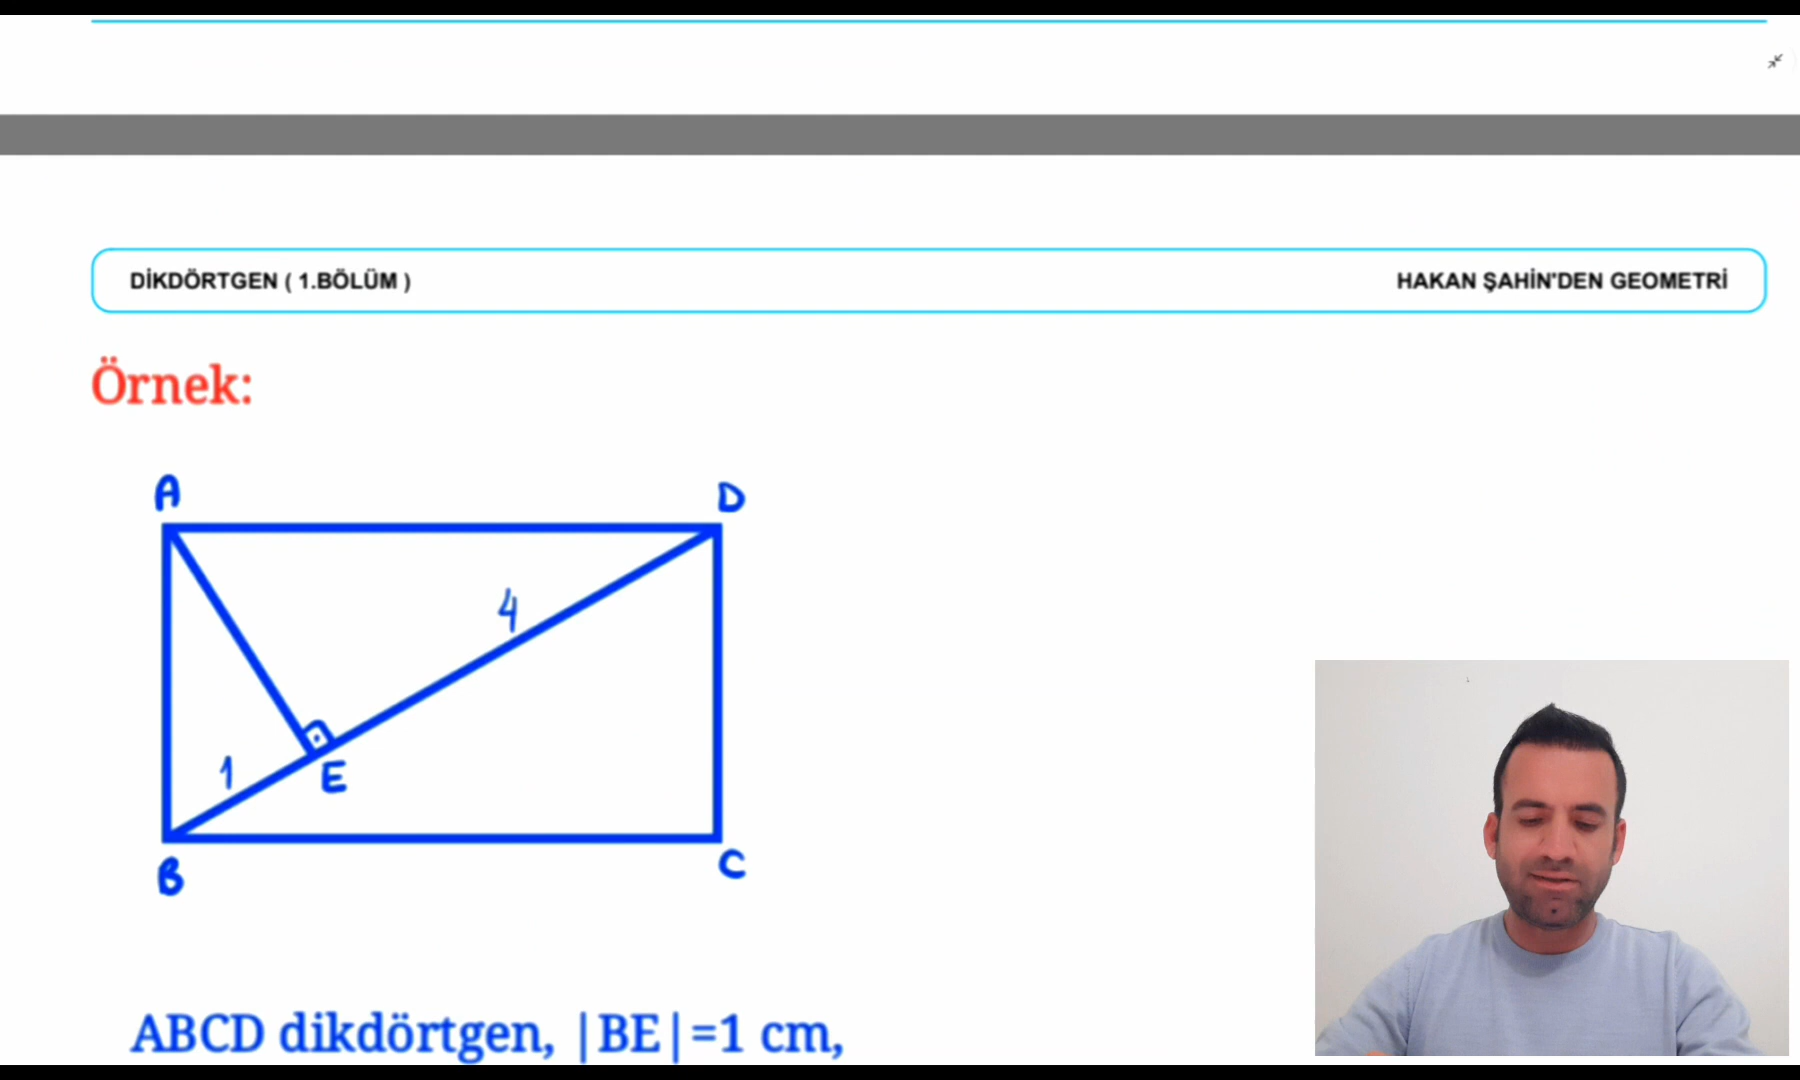 DİKDÖRTGEN ( 1.BÖLÜM )
HAKAN ŞAHİN'DEN GEOMETRİ
Örnek:
A
D
4
1
E
B
C
ABCD dikdörtgen, |BE|=1 cm,